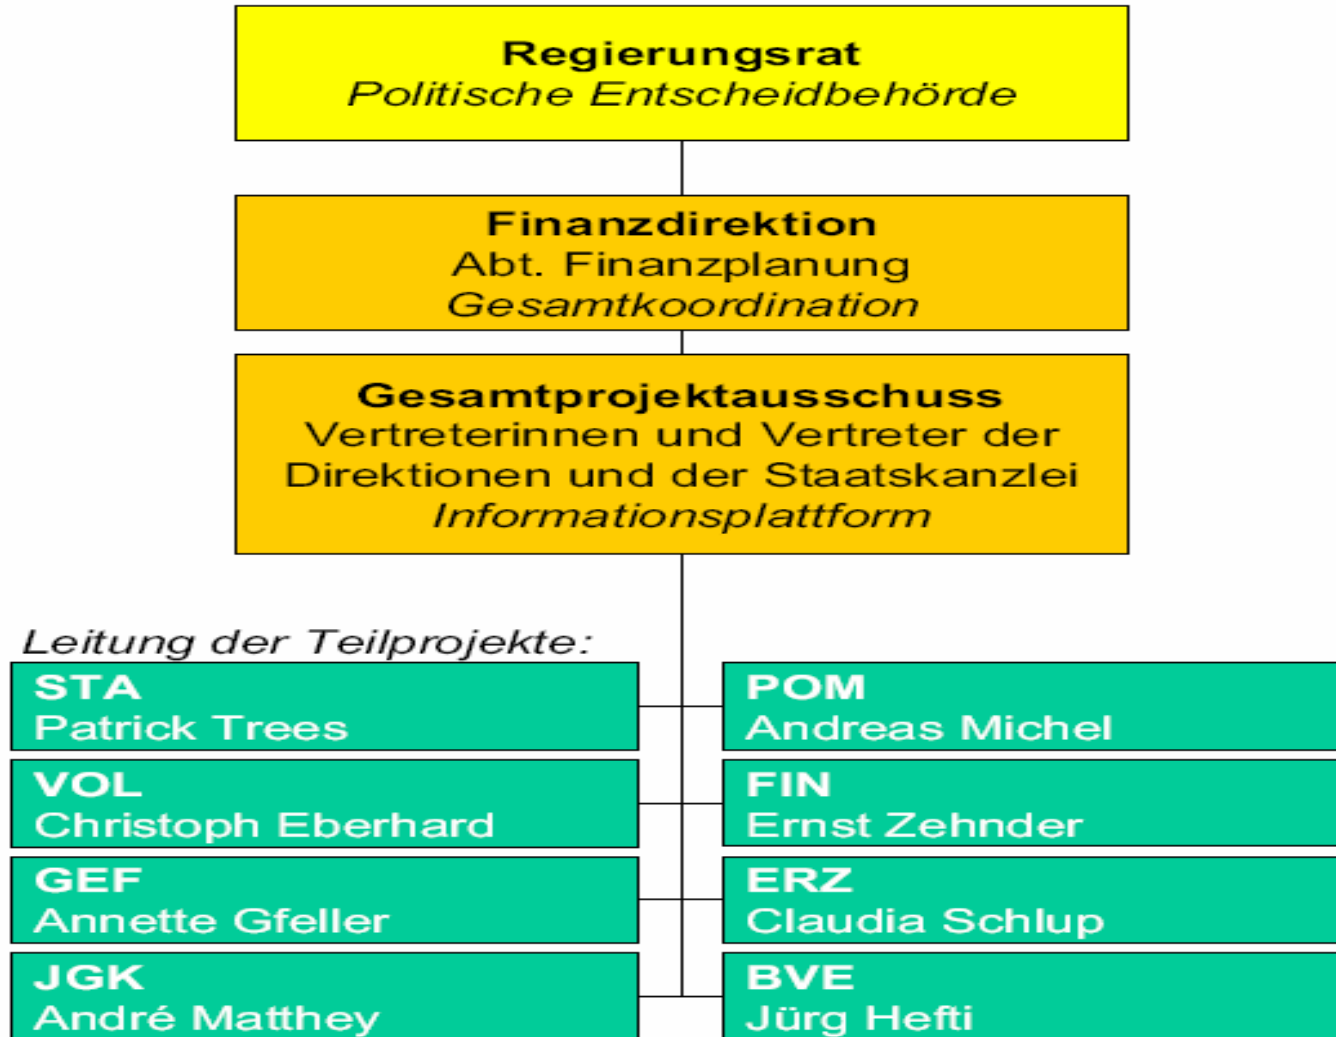 Regierungsrat
Politische Entscheidbehörde
Finanzdirektion
Abt. Finanzplanung
Gesamtkoordination
Gesamtprojektausschuss
Vertreterinnen und Vertreter der
Direktionen und der Staatskanzlei
Informationsplattform
Leitung der Teilprojekte:
STA
Patrick Trees
POM
Andreas Michel
VOL
Christoph Eberhard
FIN
Ernst Zehnder
GEF
Annette Gfeller
ERZ
Claudia Schlup
JGK
André Matthey
BVE
Jürg Hefti